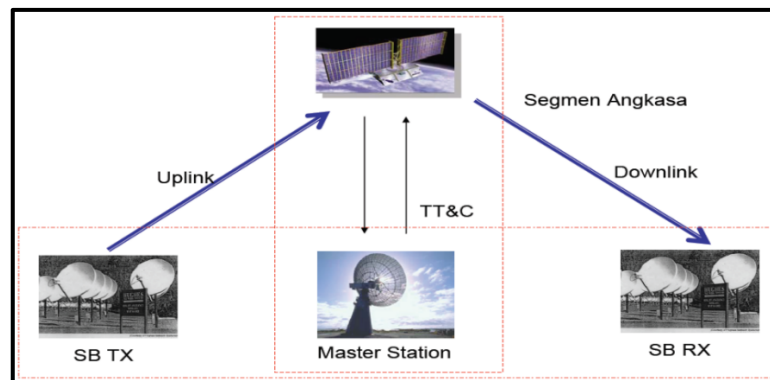 Segmen Angkasa
Uplink
Downlink
TT&C
SB TX
Master Station
SB RX